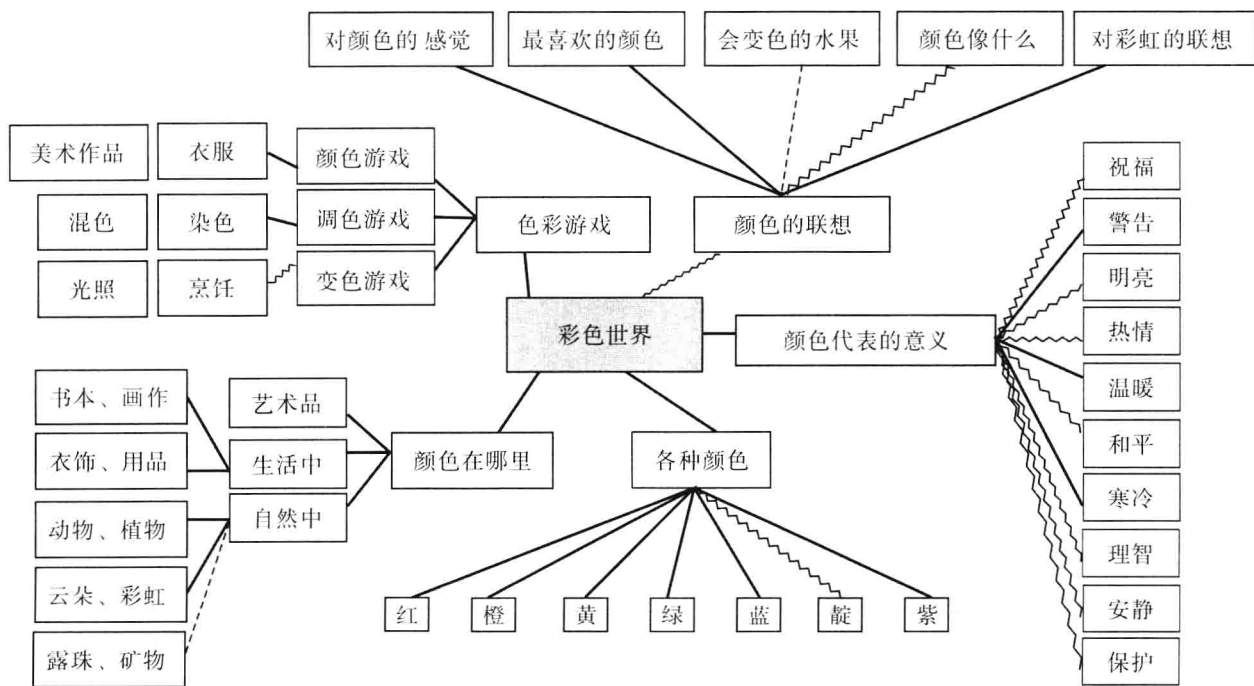 对颜色的感觉
最喜欢的颜色
会变色的水果
颜色像什么
对彩虹的联想
美术作品
衣服
颜色游戏
混色
染色
调色游戏
光照
烹饪
变色游戏
色彩游戏
颜色的联想
彩色世界
颜色代表的意义
祝福
警告
明亮
热情
温暖
和平
寒冷
理智
安静
保护
书本、画作
艺术品
衣饰、用品
生活中
颜色在哪里
动物、植物
自然中
云朵、彩虹
露珠、矿物
各种颜色
红
橙
黄
绿
蓝
靛
紫